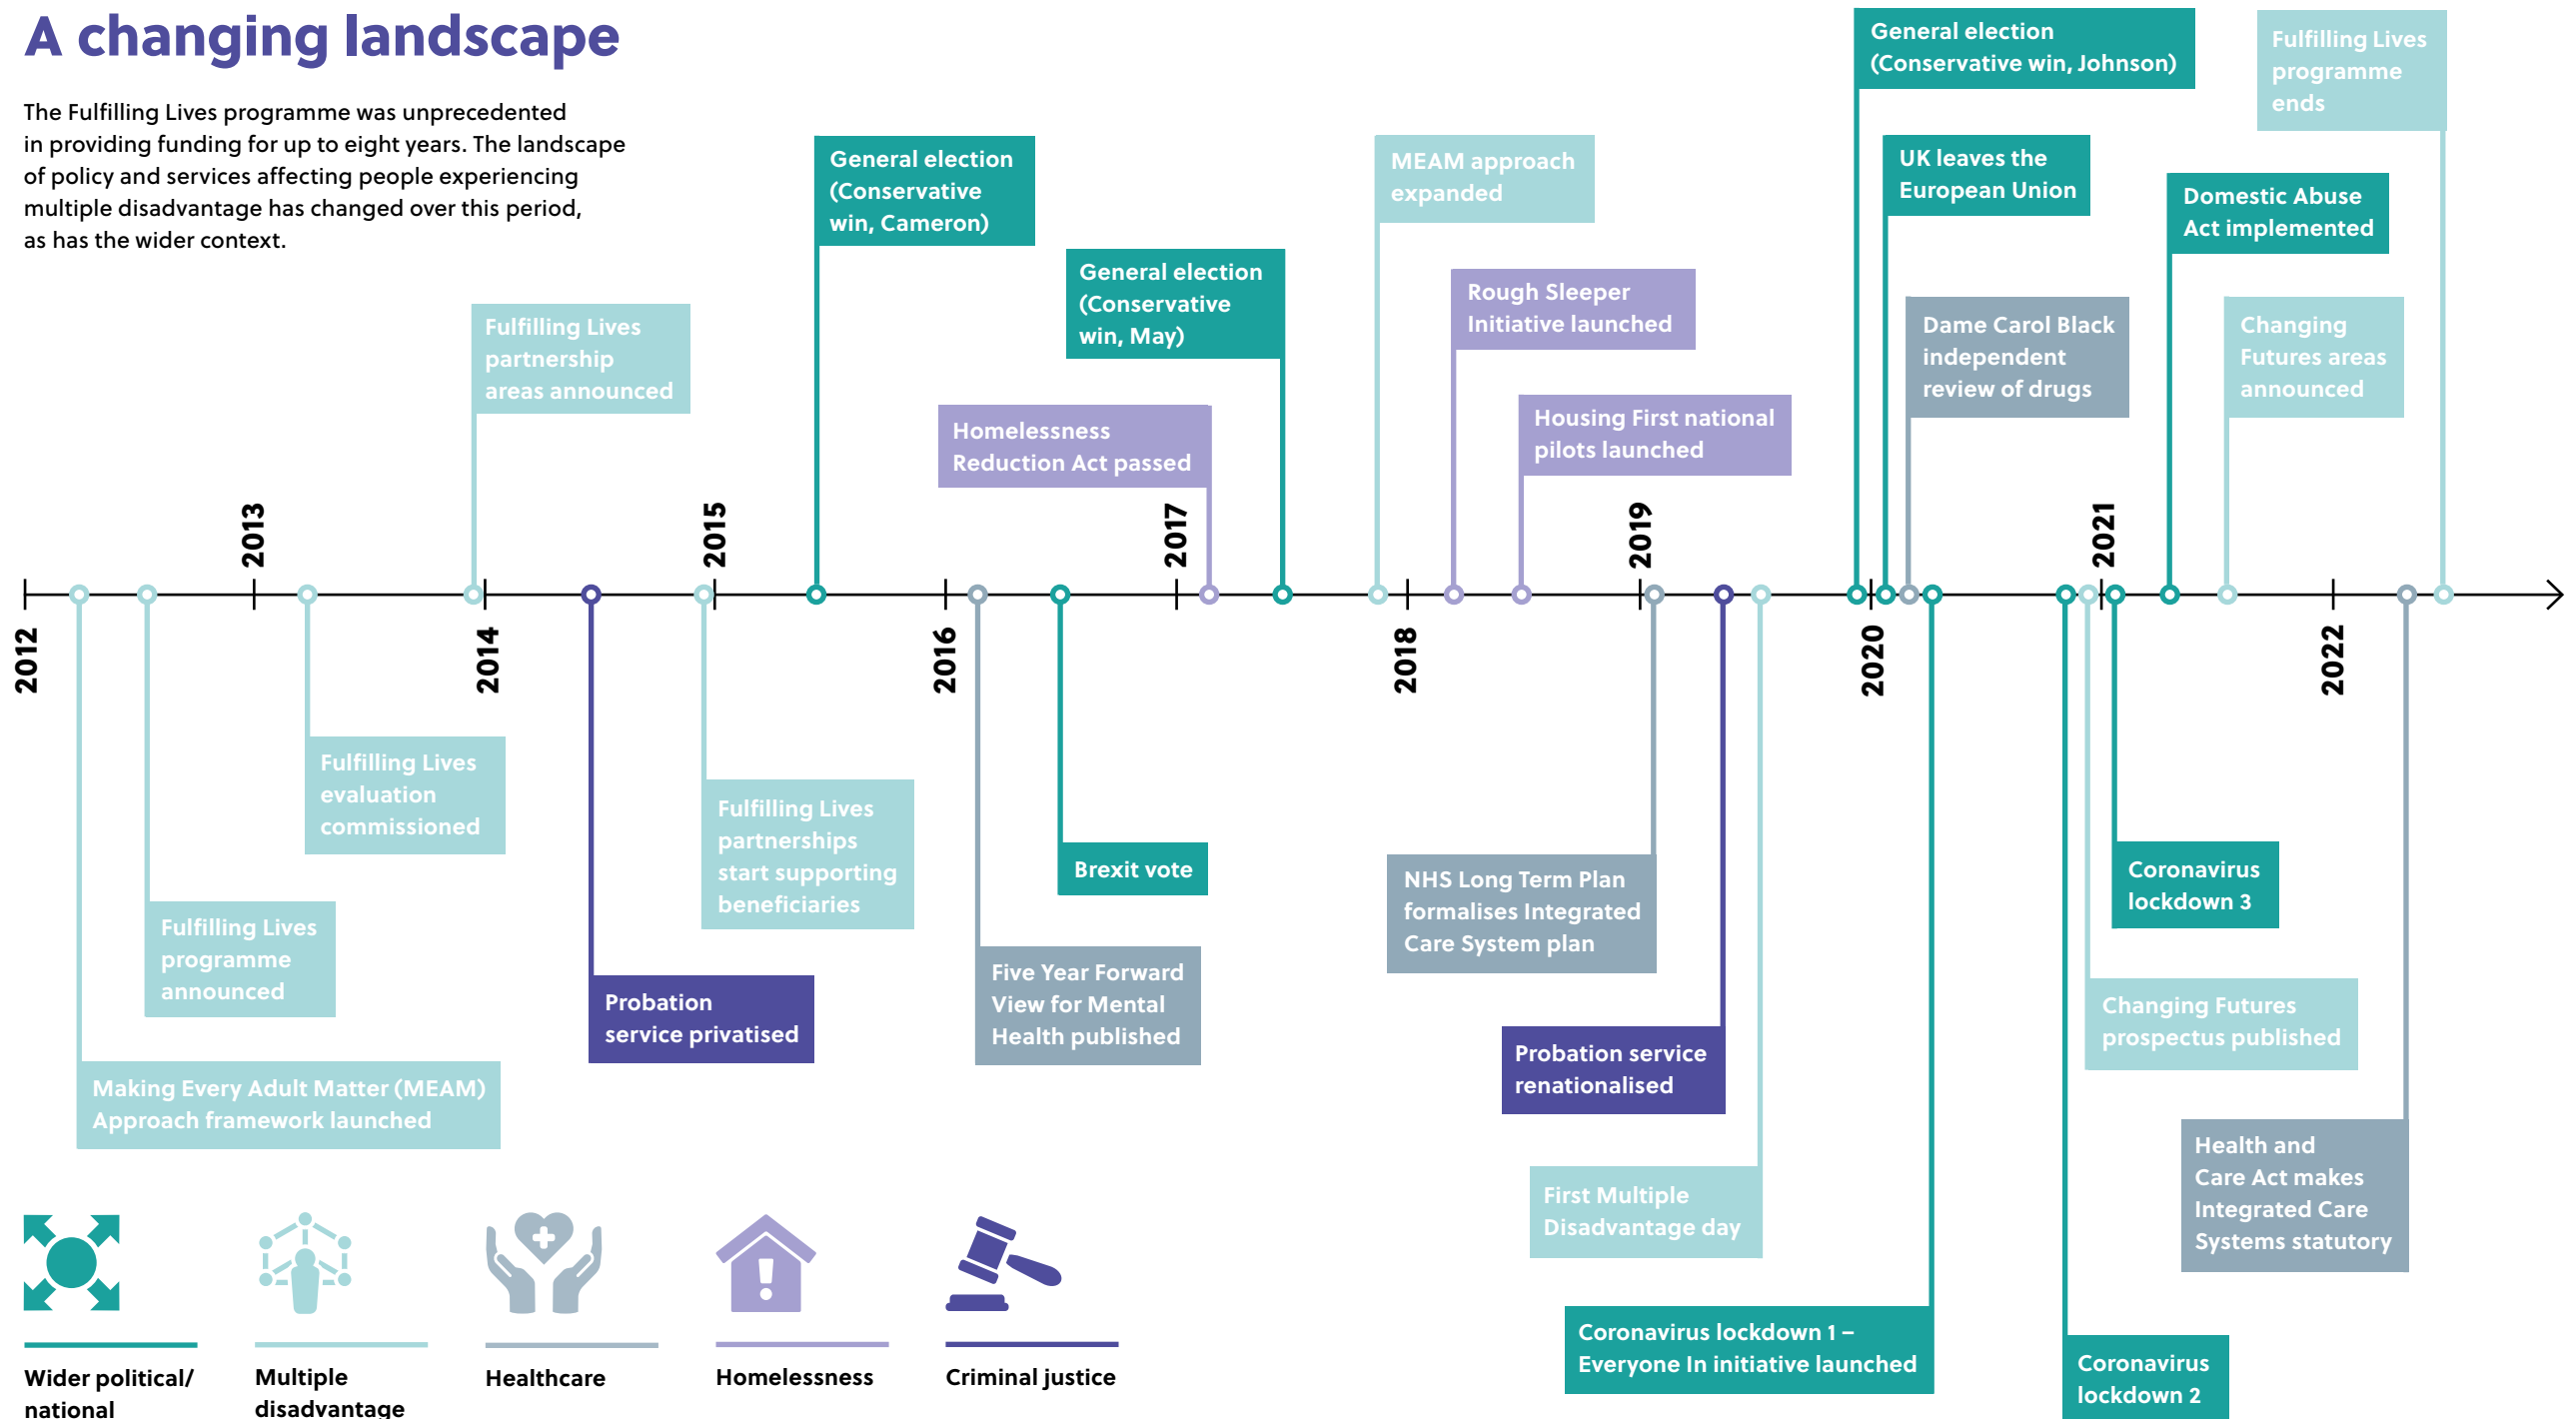 A changing landscape
The Fulfilling Lives programme was unprecedented
in providing funding for up to eight years. The landscape
of policy and services affecting people experiencing
multiple disadvantage has changed over this period,
as has the wider context.
General election
(Conservative win, Johnson)
Fulfilling Lives
programme
ends
General election
(Conservative
win, Cameron)
MEAM approach
expanded
UK leaves the
European Union
Domestic Abuse
Act implemented
General election
(Conservative
win, May)
Rough Sleeper
Initiative launched
Fulfilling Lives
partnership
areas announced
Dame Carol Black
independent
review of drugs
Changing
Futures areas
announced
Homelessness
Reduction Act passed
Housing First national
pilots launched
2012
2013
2014
2015
2016
2017
2018
2019
2020
2021
2022
Fulfilling Lives
evaluation
commissioned
Fulfilling Lives
partnerships
start supporting
beneficiaries
Brexit vote
NHS Long Term Plan
formalises Integrated
Care System plan
Coronavirus
lockdown 3
Fulfilling Lives
programme
announced
Probation
service privatised
Five Year Forward
View for Mental
Health published
Changing Futures
prospectus published
Probation service
renationalised
Making Every Adult Matter (MEAM)
Approach framework launched
Health and
Care Act makes
Integrated Care
Systems statutory
First Multiple
Disadvantage day
Coronavirus lockdown 1 –
Everyone In initiative launched
Coronavirus
lockdown 2
Wider political/
national
Multiple
disadvantage
Healthcare
Homelessness
Criminal justice